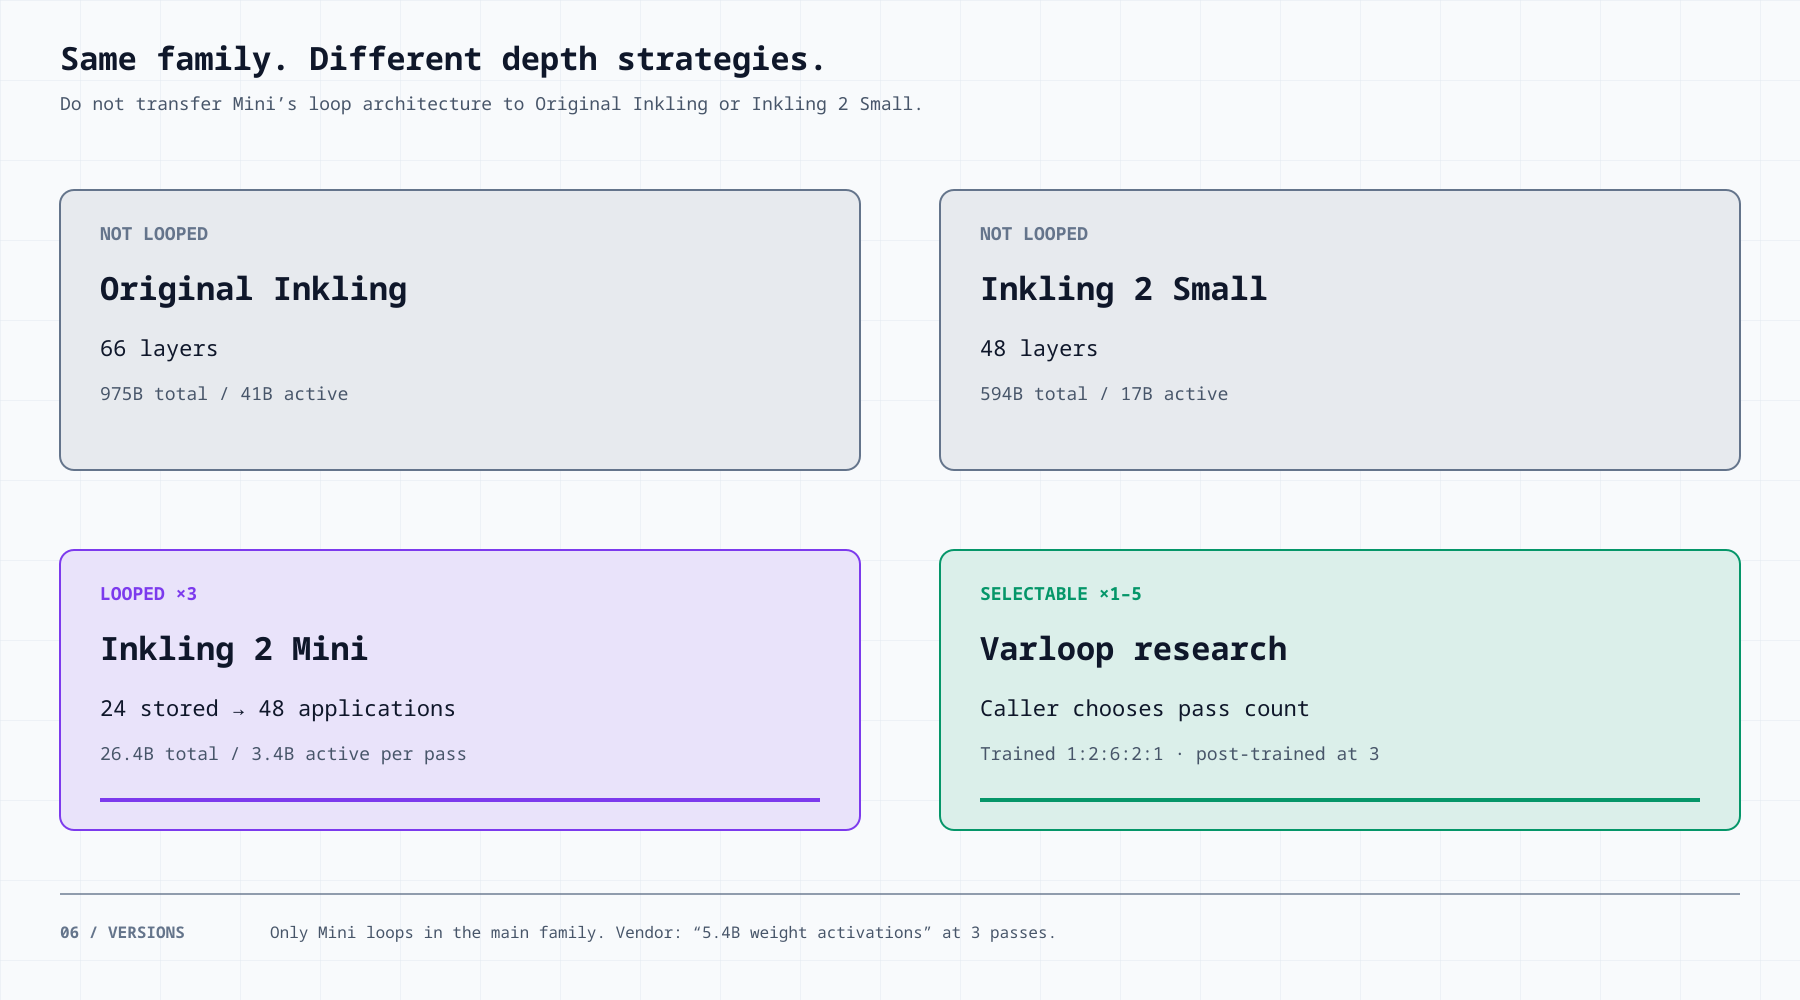 Same family. Different depth strategies.
Do not transfer Mini’s loop architecture to Original Inkling or Inkling 2 Small.
NOT LOOPED
Original Inkling
66 layers
975B total / 41B active
NOT LOOPED
Inkling 2 Small
48 layers
594B total / 17B active
LOOPED ×3
Inkling 2 Mini
24 stored → 48 applications
26.4B total / 3.4B active per pass
SELECTABLE ×1–5
Varloop research
Caller chooses pass count
Trained 1:2:6:2:1 · post-trained at 3
06 / VERSIONS
Only Mini loops in the main family. Vendor: “5.4B weight activations” at 3 passes.